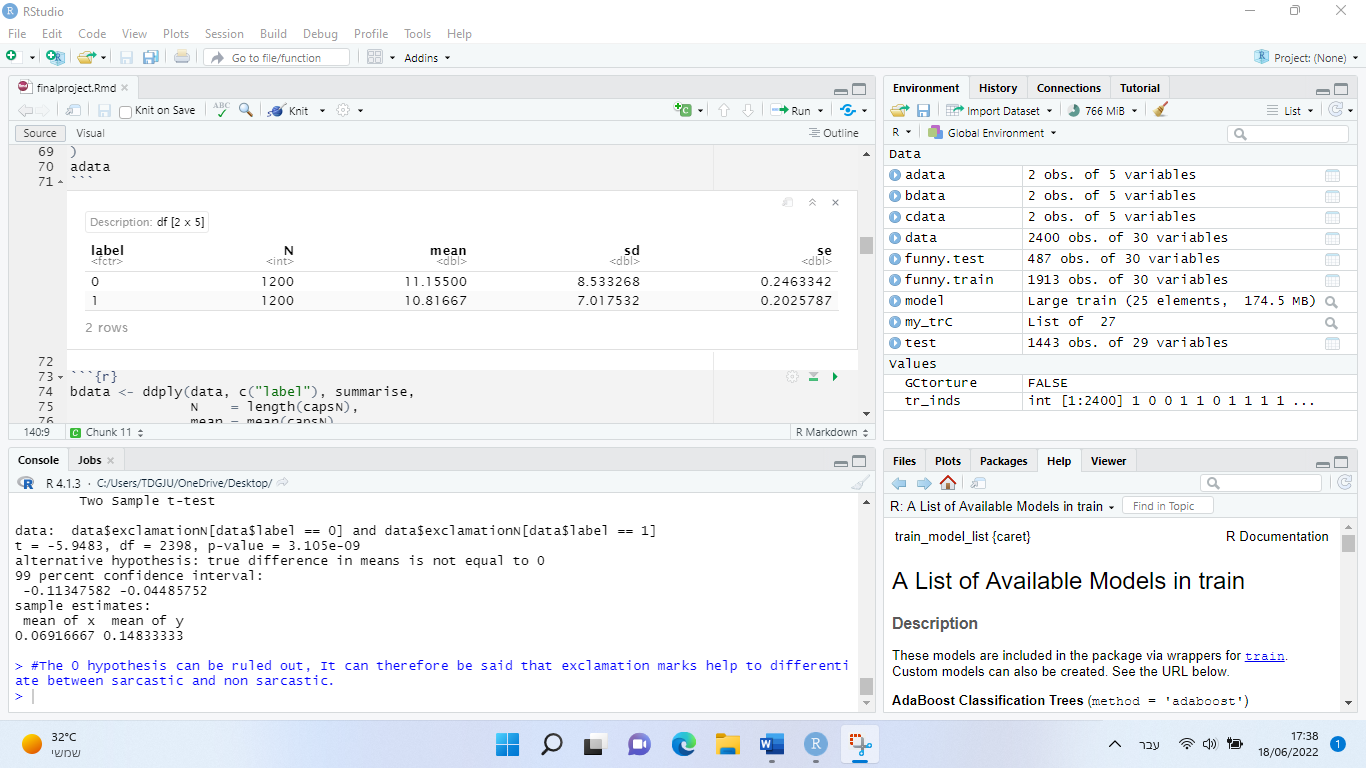 RStudio
File Edit Code View Plots Session Build Debug Profile Tools Help
Go to file/function Addins Project: (None)
finalproject.Rmd
Knit on Save ABC Knit Run
Source Visual Outline
69 )
70 adata
71 ```
Description: df [2 x 5]
label N mean sd se
<fctr> <int> <dbl> <dbl> <dbl>
0 1200 11.15500 8.533268 0.2463342
1 1200 10.81667 7.017532 0.2025787
2 rows
72
73 ```{r}
74 bdata <- ddply(data, c("label"), summarise,
75 N = length(capsN),
76 mean = mean(capsN)
140:9 Chunk 11 R Markdown
Console Jobs
R 4.1.3 · C:/Users/TDGJU/OneDrive/Desktop/
Two Sample t-test
data: data$exclamationN[data$label == 0] and data$exclamationN[data$label == 1]
t = -5.9483, df = 2398, p-value = 3.105e-09
alternative hypothesis: true difference in means is not equal to 0
99 percent confidence interval:
-0.11347582 -0.04485752
sample estimates:
mean of x mean of y
0.06916667 0.14833333
> #The 0 hypothesis can be ruled out, It can therefore be said that exclamation marks help to differenti
ate between sarcastic and non sarcastic.
>
Environment History Connections Tutorial
Import Dataset 766 MiB List
R Global Environment
Data
adata 2 obs. of 5 variables
bdata 2 obs. of 5 variables
cdata 2 obs. of 5 variables
data 2400 obs. of 30 variables
funny.test 487 obs. of 30 variables
funny.train 1913 obs. of 30 variables
model Large train (25 elements, 174.5 MB)
my_trC List of 27
test 1443 obs. of 29 variables
Values
GCtorture FALSE
tr_inds int [1:2400] 1 0 0 1 1 0 1 1 1 1 ...
Files Plots Packages Help Viewer
R: A List of Available Models in train Find in Topic
train_model_list {caret} R Documentation
A List of Available Models in train
Description
These models are included in the package via wrappers for train.
Custom models can also be created. See the URL below.
AdaBoost Classification Trees (method = 'adaboost')
32°C
שמשי
עבר
17:38
18/06/2022
1